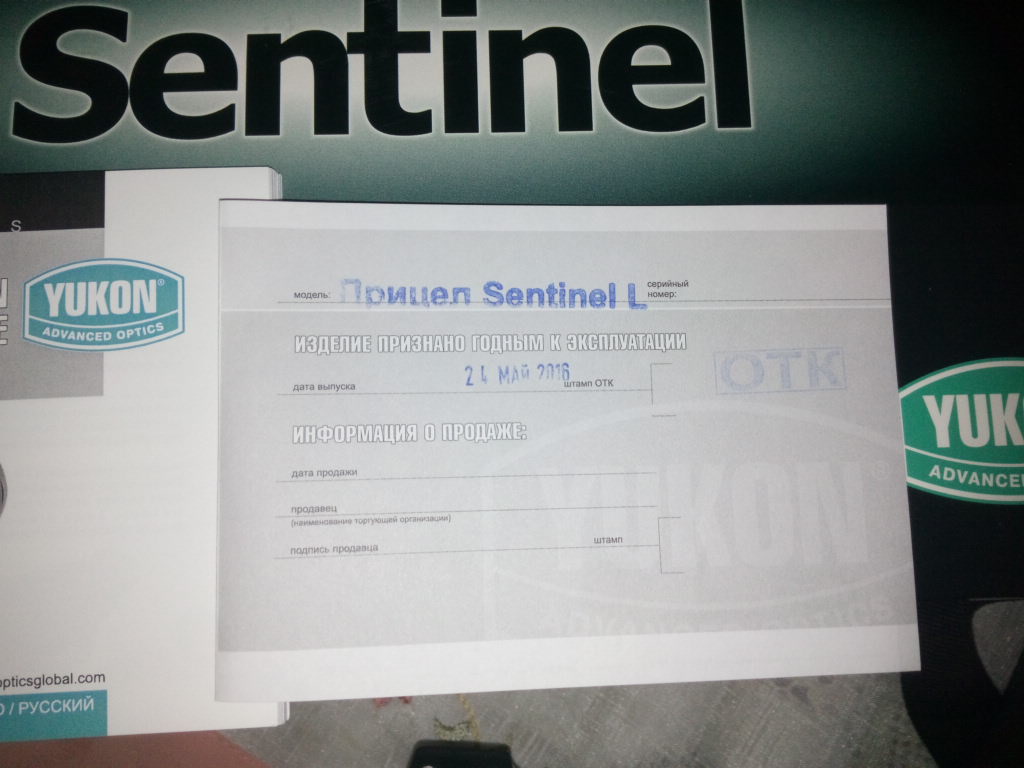 Sentinel
S
YUKON®
ADVANCED OPTICS
модель: Прицел Sentinel L серийный номер:
ИЗДЕЛИЕ ПРИЗНАНО ГОДНЫМ К ЭКСПЛУАТАЦИИ
дата выпуска 24 МАЙ 2016 штамп ОТК
ОТК
YUK
ADVANCE
ИНФОРМАЦИЯ О ПРОДАЖЕ:
дата продажи
продавец
(наименование торгующей организации)
подпись продавца штамп
YUKON®
opticsglobal.com
/ РУССКИЙ